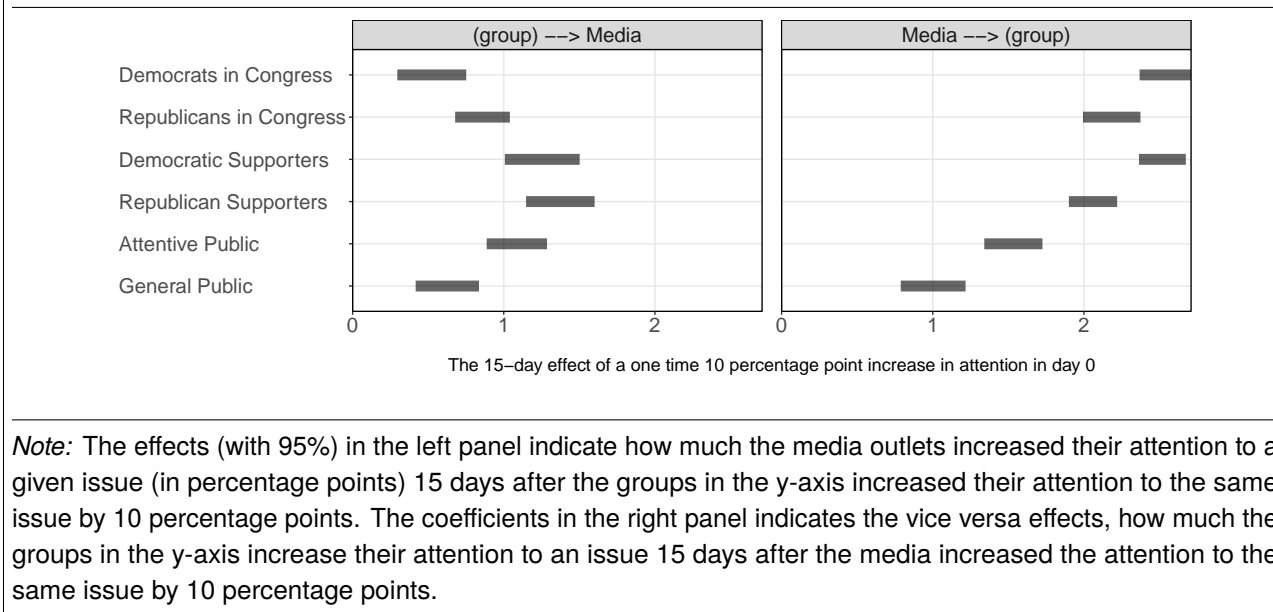 (group) −−> Media
Media −−> (group)
Democrats in Congress
Republicans in Congress
Democratic Supporters
Republican Supporters
Attentive Public
General Public
0 1 2 0 1 2
The 15−day effect of a one time 10 percentage point increase in attention in day 0
Note: The effects (with 95%) in the left panel indicate how much the media outlets increased their attention to a
given issue (in percentage points) 15 days after the groups in the y-axis increased their attention to the same
issue by 10 percentage points. The coefficients in the right panel indicates the vice versa effects, how much the
groups in the y-axis increase their attention to an issue 15 days after the media increased the attention to the
same issue by 10 percentage points.